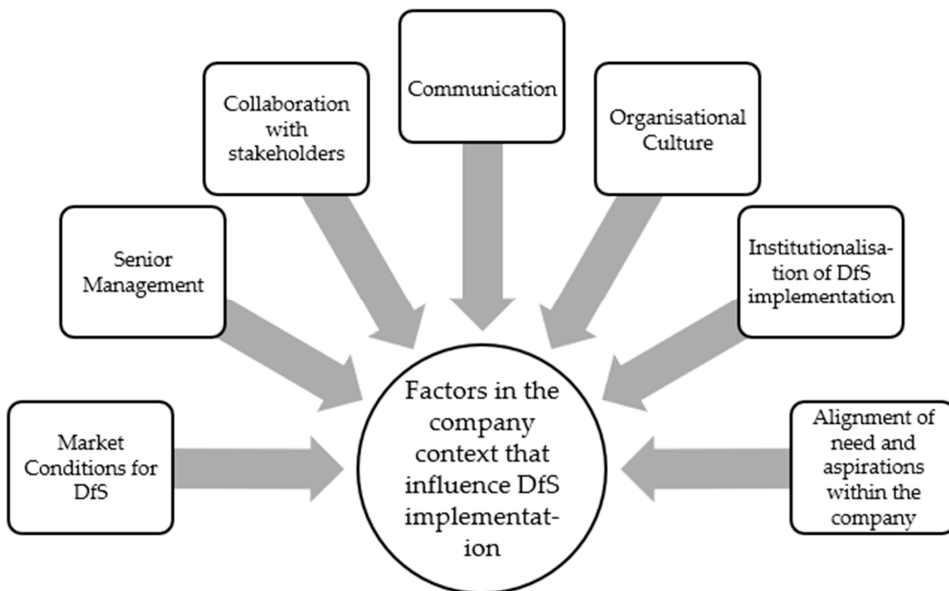 Communication
Collaboration
with
stakeholders
Organisational
Culture
Senior
Management
Institutionalisa-
tion of DfS
implementation
Market
Conditions for
DfS
Factors in the
company
context that
influence DfS
implementat-
ion
Alignment of
need and
aspirations
within the
company